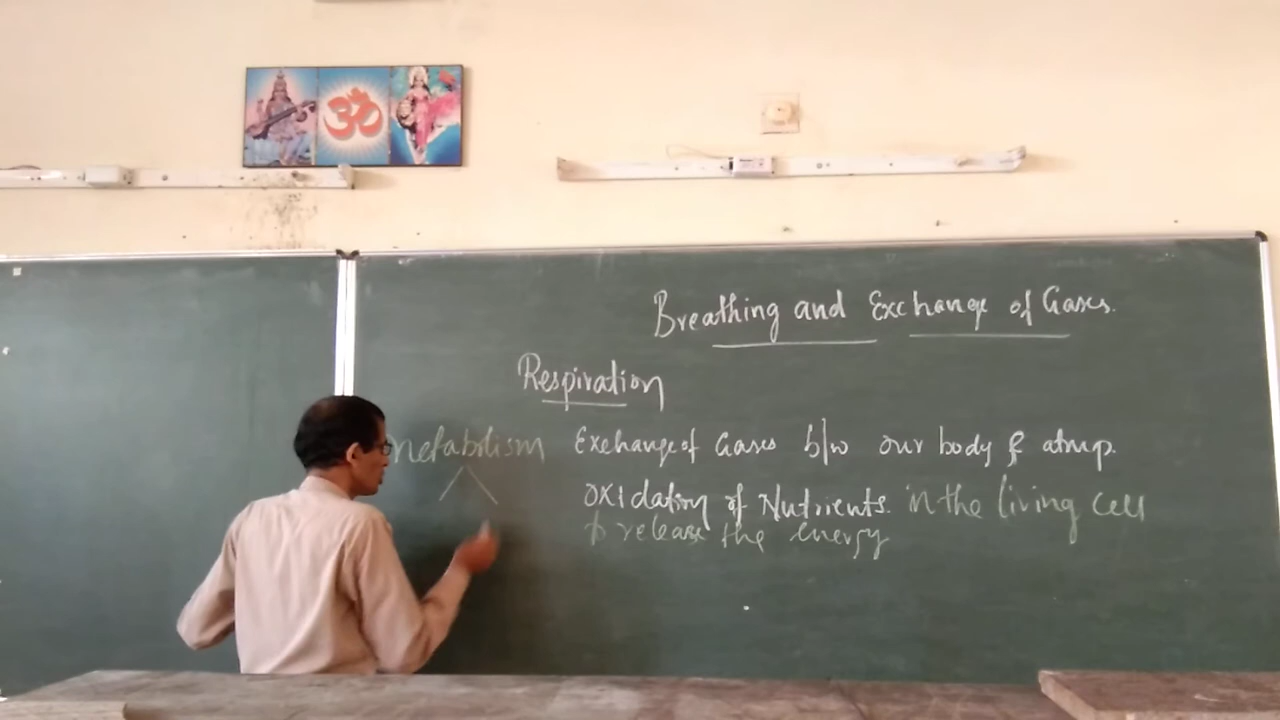 ॐ
Breathing and Exchange of Gases.
Respiration
metabolism Exchange of Gases b/w our body & atmp.
oxidation of Nutrients. in the living cell
to release the energy